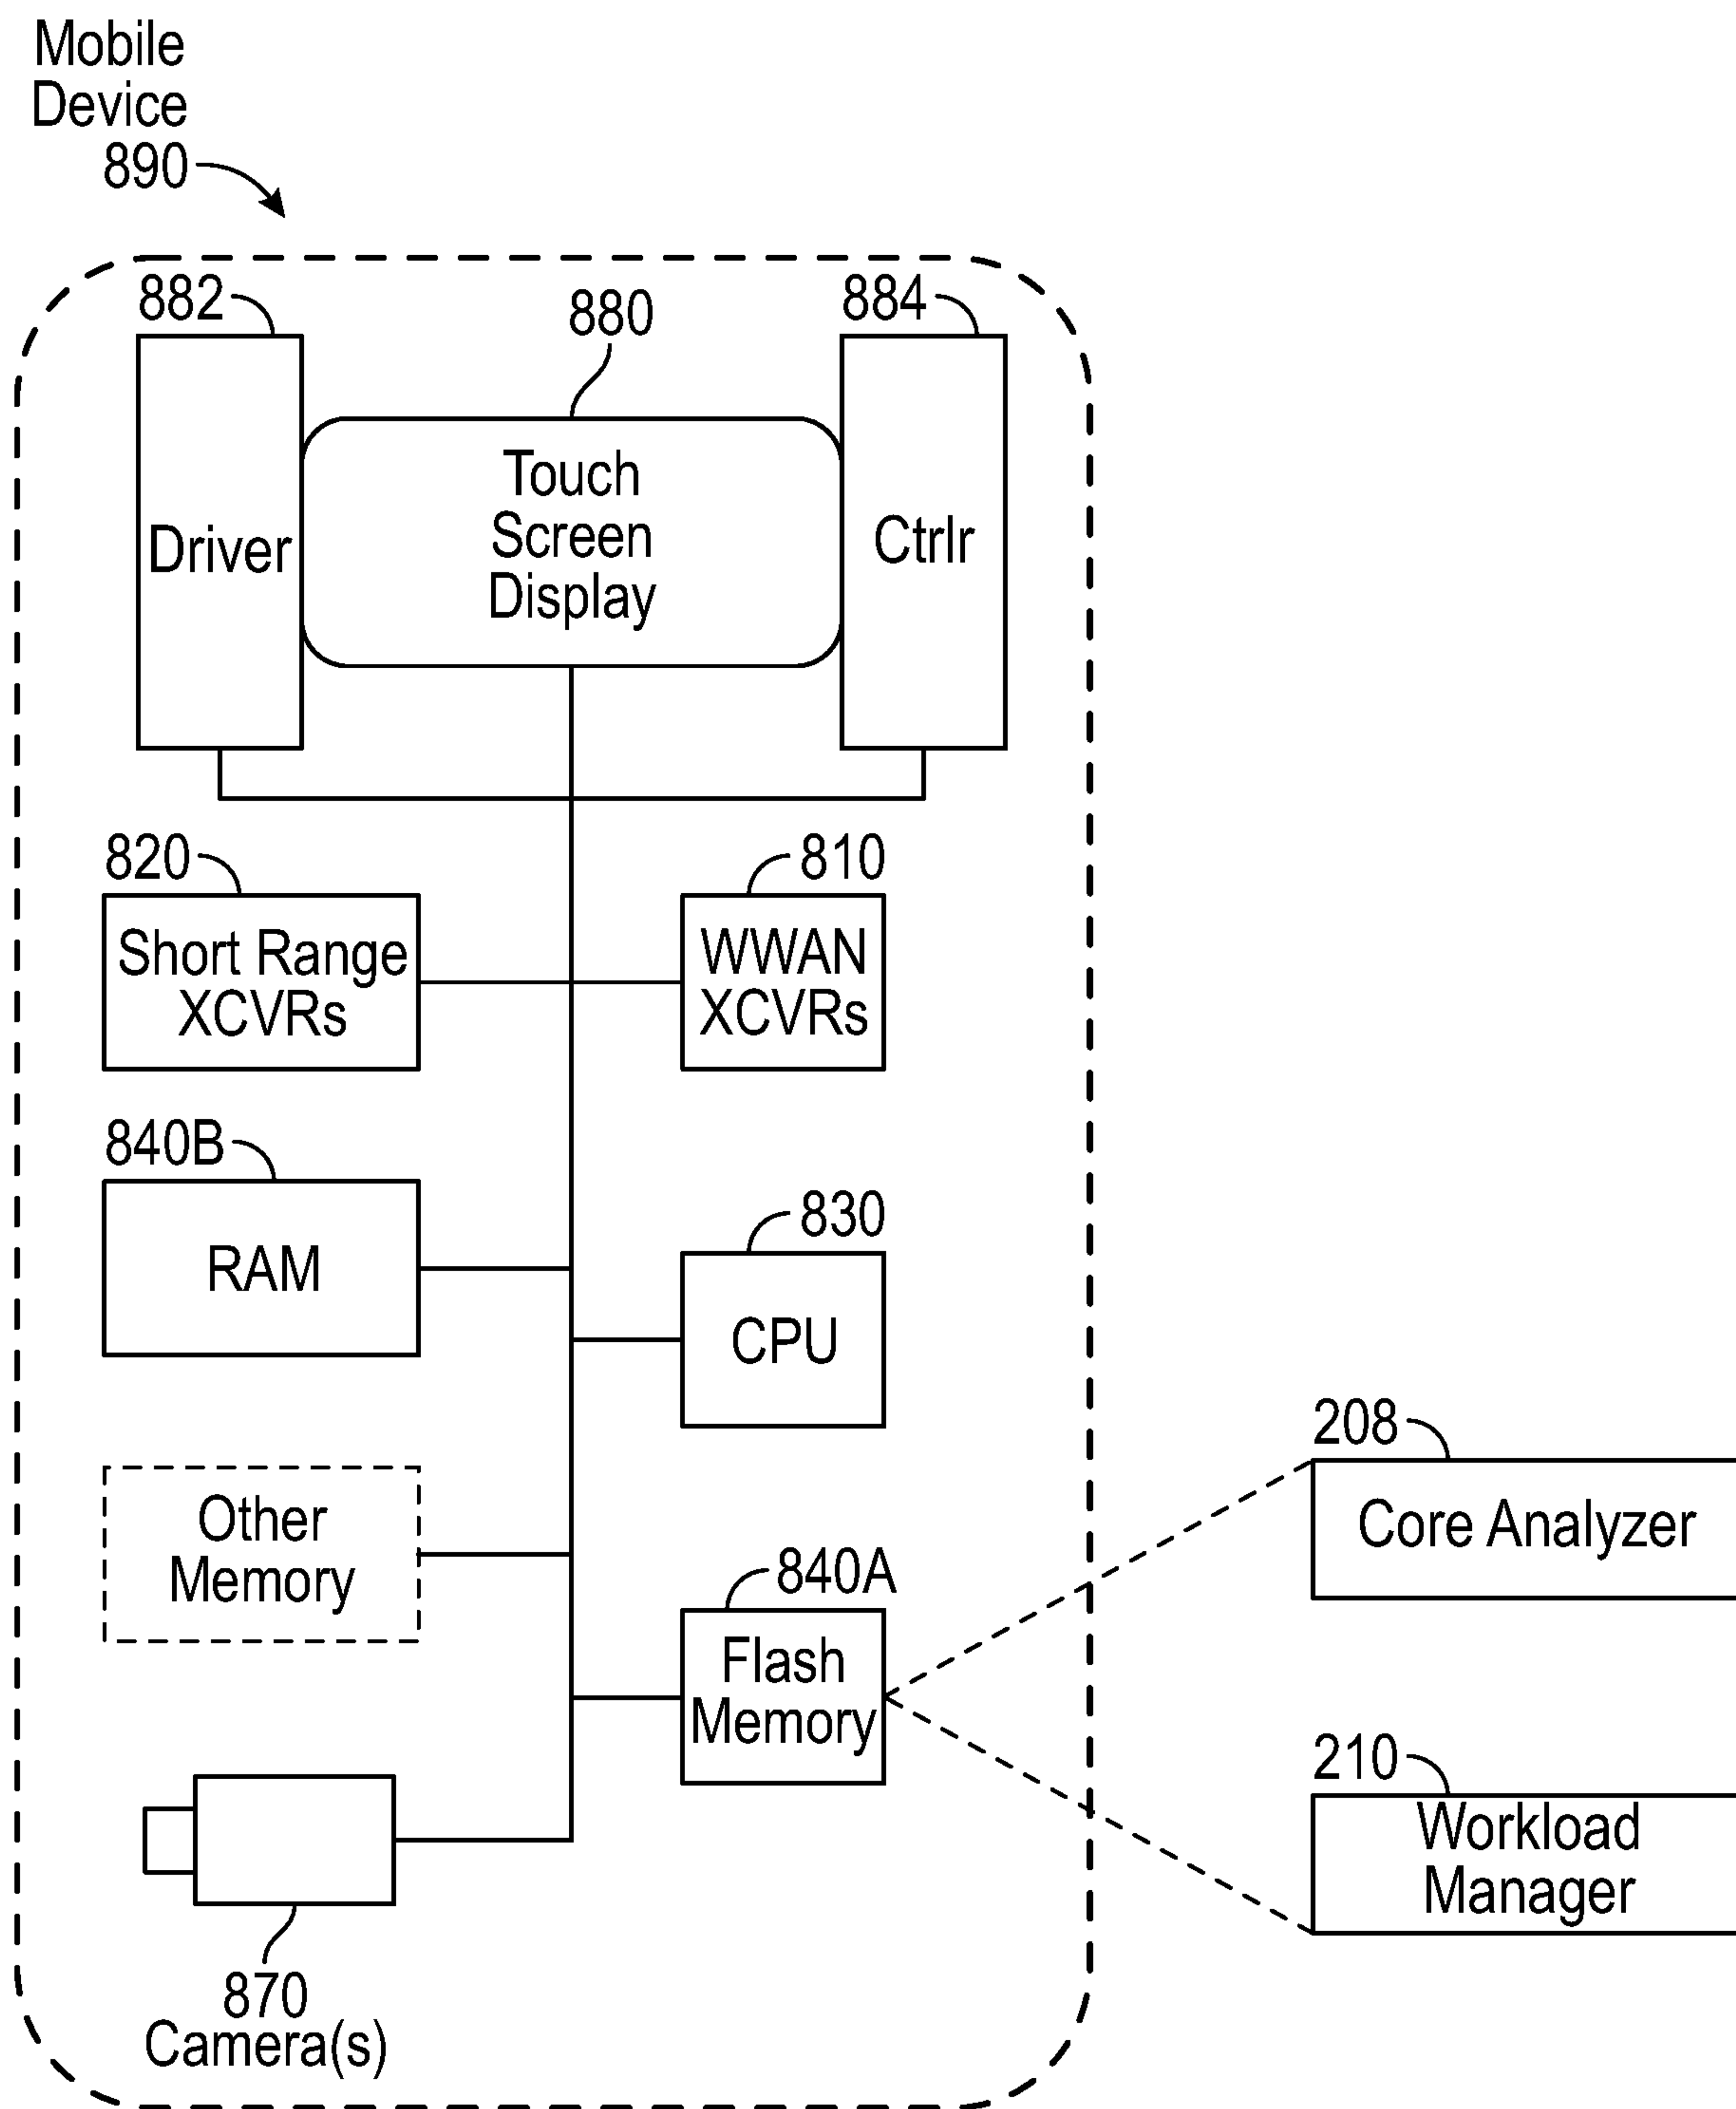 Mobile
Device
890
882
880
884
Driver
Touch
Screen
Display
Ctrlr
820
810
Short Range
XCVRs
WWAN
XCVRs
840B
RAM
830
CPU
208
Core Analyzer
Other
Memory
840A
Flash
Memory
210
Workload
Manager
870
Camera(s)